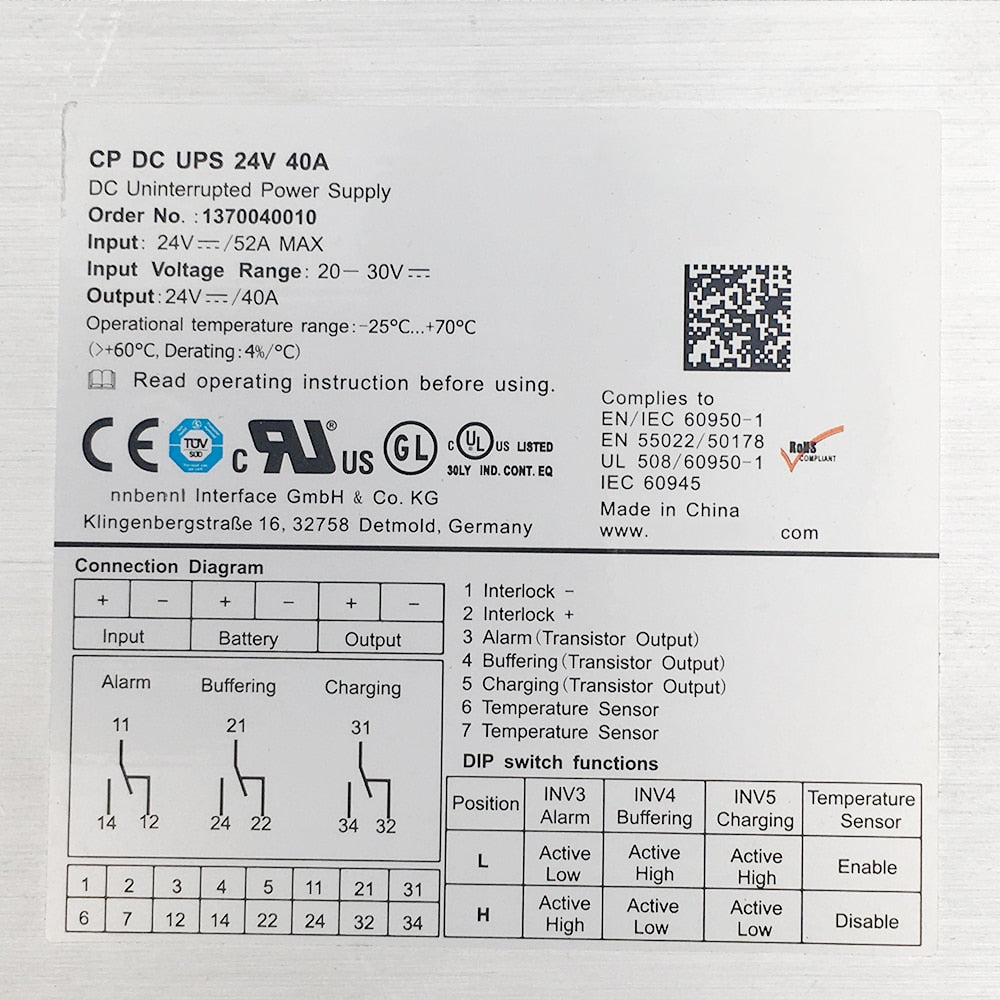 CP DC UPS 24V 40A
DC Uninterrupted Power Supply
Order No. : 1370040010
Input: 24V⎓/52A MAX
Input Voltage Range: 20— 30V⎓
Output: 24V⎓/40A
Operational temperature range: -25°C...+70°C
(>+60°C, Derating: 4%/°C)
Read operating instruction before using.
CE TÜV SÜD c RU ® US GL c UL US LISTED
30LY IND. CONT. EQ
Interface GmbH & Co. KG
Klingenbergstraße 16, 32758 Detmold, Germany
Complies to
EN/IEC 60950-1
EN 55022/50178
UL 508/60950-1
IEC 60945
RoHS
COMPLIANT
Made in China
www. com
Connection Diagram
+ − + − + −
Input Battery Output
Alarm Buffering Charging
11 21 31
14 12 24 22 34 32
1 2 3 4 5 11 21 31
6 7 12 14 22 24 32 34
1 Interlock −
2 Interlock +
3 Alarm (Transistor Output)
4 Buffering (Transistor Output)
5 Charging (Transistor Output)
6 Temperature Sensor
7 Temperature Sensor
DIP switch functions
Position INV3 Alarm INV4 Buffering INV5 Charging Temperature Sensor
L Active Low Active High Active High Enable
H Active High Active Low Active Low Disable